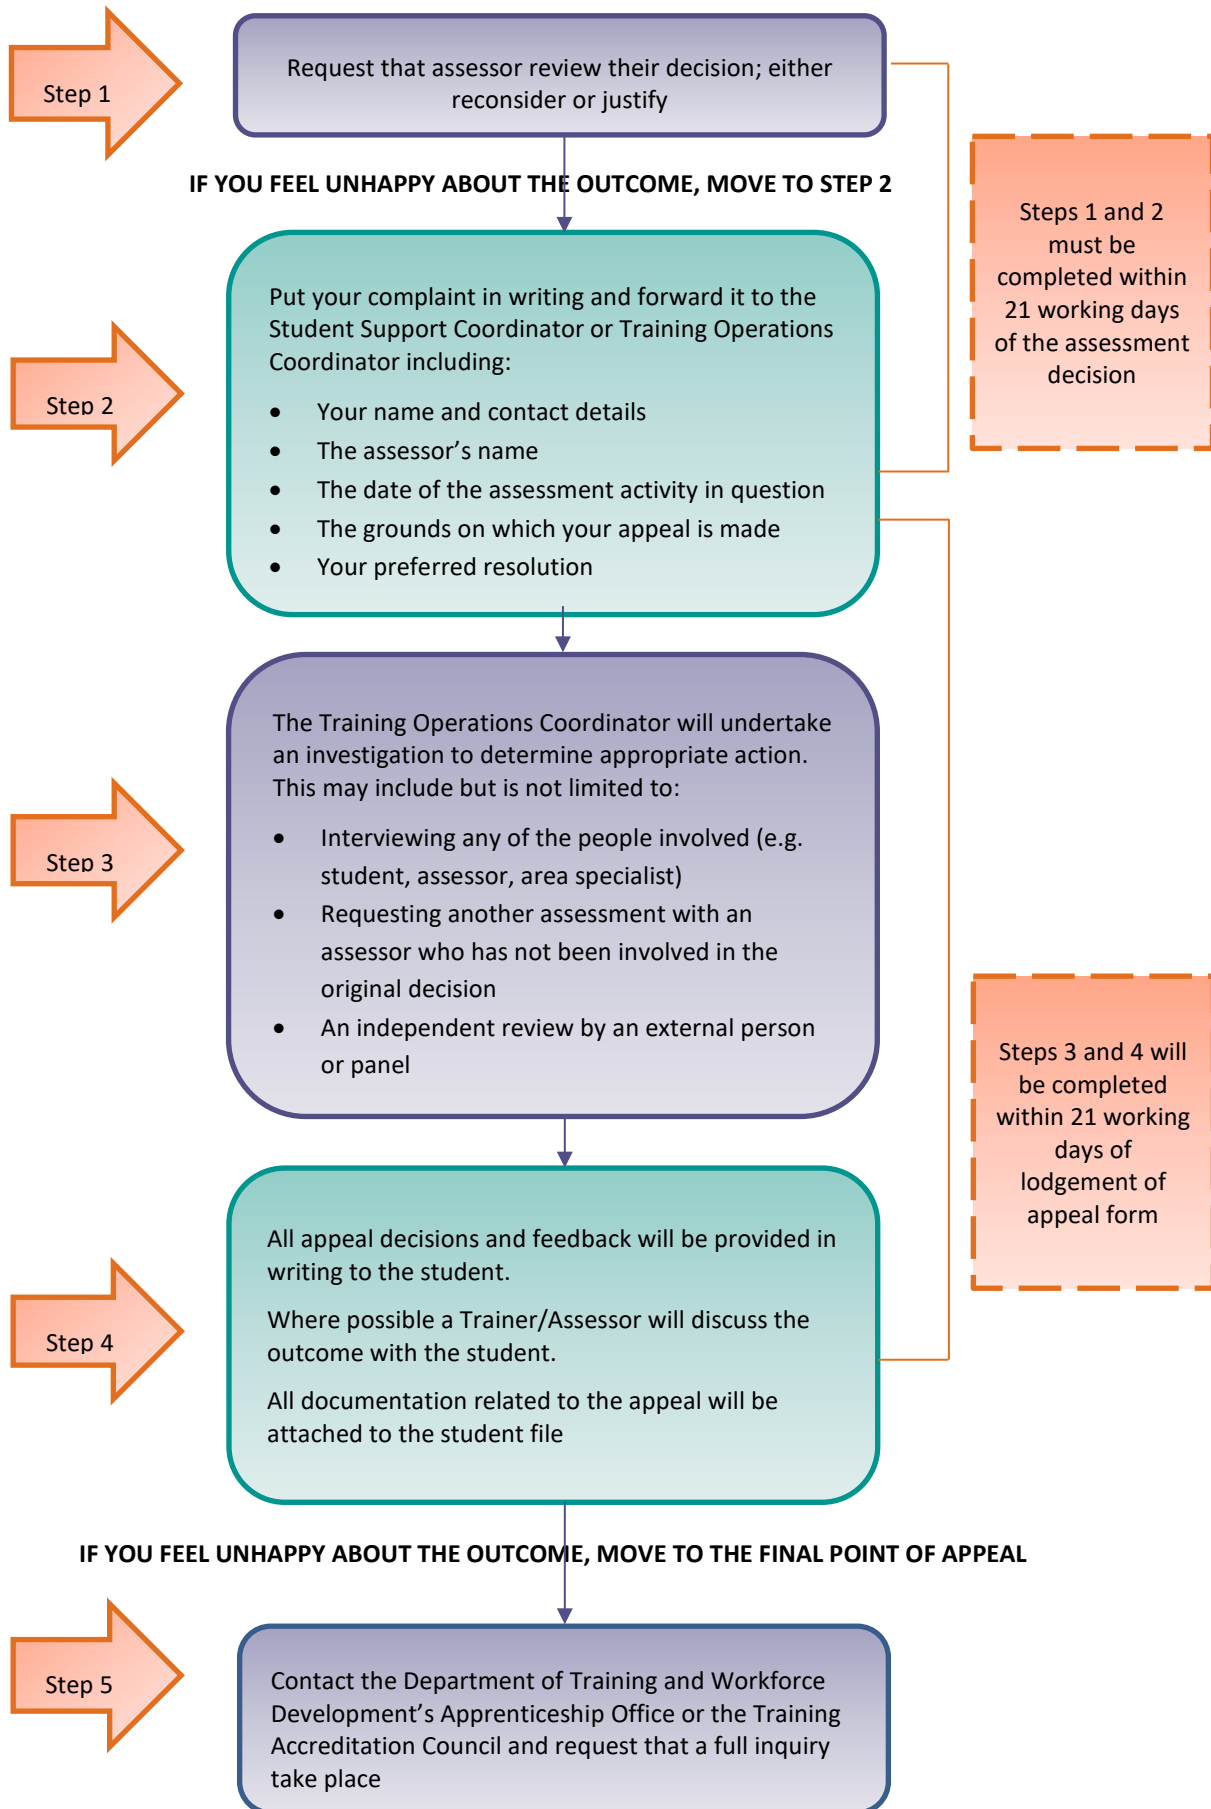 Step 1
Request that assessor review their decision; either
reconsider or justify
IF YOU FEEL UNHAPPY ABOUT THE OUTCOME, MOVE TO STEP 2
Steps 1 and 2
must be
completed within
21 working days
of the assessment
decision
Step 2
Put your complaint in writing and forward it to the
Student Support Coordinator or Training Operations
Coordinator including:
• Your name and contact details
• The assessor’s name
• The date of the assessment activity in question
• The grounds on which your appeal is made
• Your preferred resolution
Step 3
The Training Operations Coordinator will undertake
an investigation to determine appropriate action.
This may include but is not limited to:
• Interviewing any of the people involved (e.g.
student, assessor, area specialist)
• Requesting another assessment with an
assessor who has not been involved in the
original decision
• An independent review by an external person
or panel
Steps 3 and 4 will
be completed
within 21 working
days of
lodgement of
appeal form
Step 4
All appeal decisions and feedback will be provided in
writing to the student.
Where possible a Trainer/Assessor will discuss the
outcome with the student.
All documentation related to the appeal will be
attached to the student file
IF YOU FEEL UNHAPPY ABOUT THE OUTCOME, MOVE TO THE FINAL POINT OF APPEAL
Step 5
Contact the Department of Training and Workforce
Development’s Apprenticeship Office or the Training
Accreditation Council and request that a full inquiry
take place